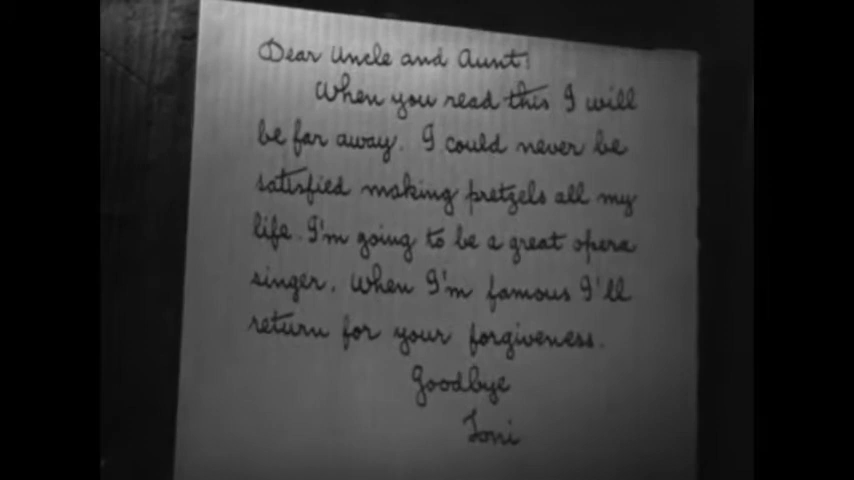 Dear Uncle and Aunt:
When you read this I will
be far away. I could never be
satisfied making pretzels all my
life. I'm going to be a great opera
singer. When I'm famous I'll
return for your forgiveness.
Goodbye
Toni